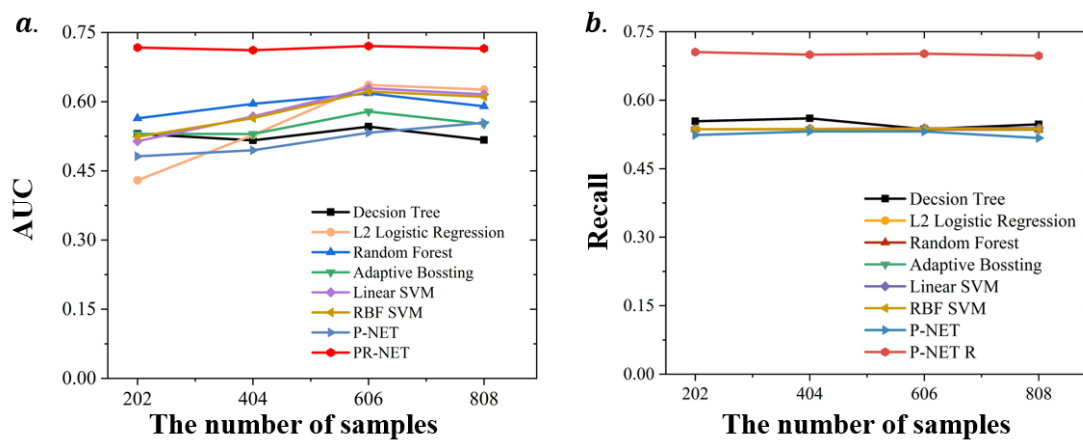 a.
0.75
0.60
0.45
0.30
0.15
0.00
AUC
Decsion Tree
L2 Logistic Regression
Random Forest
Adaptive Bossting
Linear SVM
RBF SVM
P-NET
PR-NET
202 404 606 808
The number of samples
b.
0.75
0.60
0.45
0.30
0.15
0.00
Recall
Decsion Tree
L2 Logistic Regression
Random Forest
Adaptive Bossting
Linear SVM
RBF SVM
P-NET
P-NET R
202 404 606 808
The number of samples